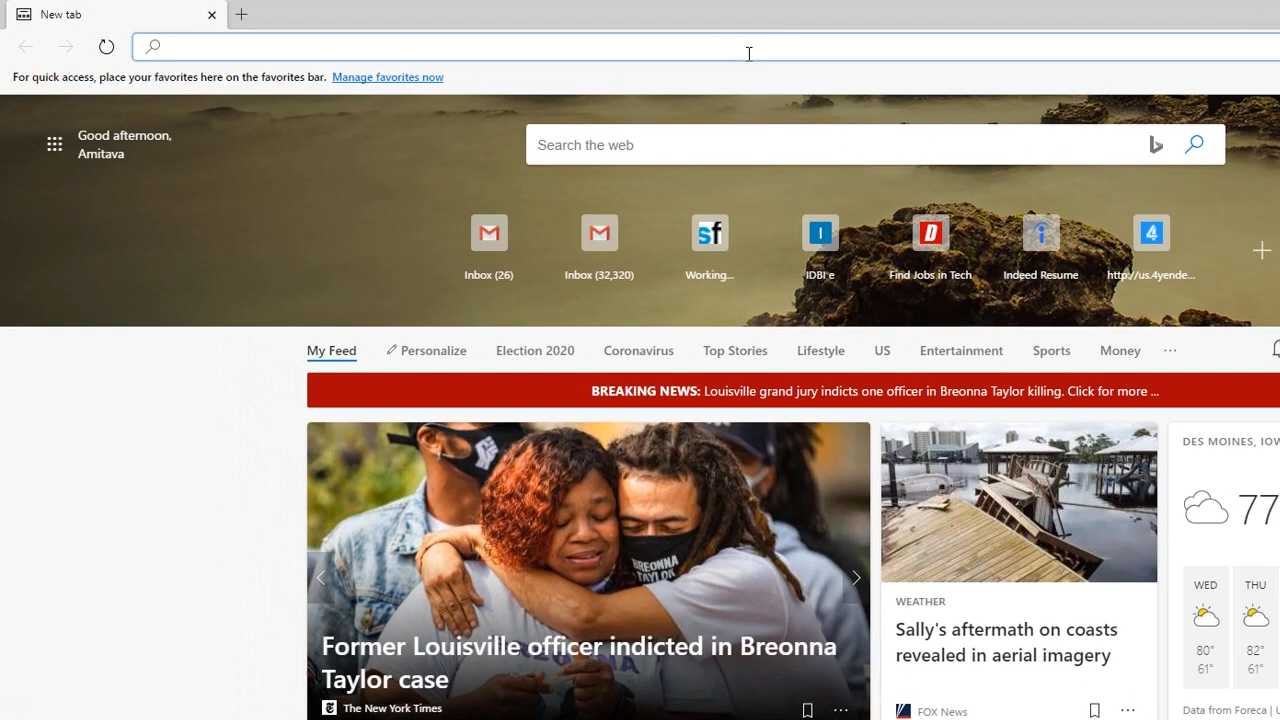 New tab
For quick access, place your favorites here on the favorites bar. Manage favorites now
Good afternoon,
Amitava
Search the web
Inbox (26)
Inbox (32,320)
Working...
IDBI e
Find Jobs in Tech
Indeed Resume
http://us.4yende...
My Feed
Personalize
Election 2020
Coronavirus
Top Stories
Lifestyle
US
Entertainment
Sports
Money
BREAKING NEWS: Louisville grand jury indicts one officer in Breonna Taylor killing. Click for more ...
BREONNA
TAYLOR
Former Louisville officer indicted in Breonna
Taylor case
The New York Times
WEATHER
Sally's aftermath on coasts
revealed in aerial imagery
FOX News
DES MOINES, IOW
77
WED
THU
80°
82°
61°
61°
Data from Foreca |